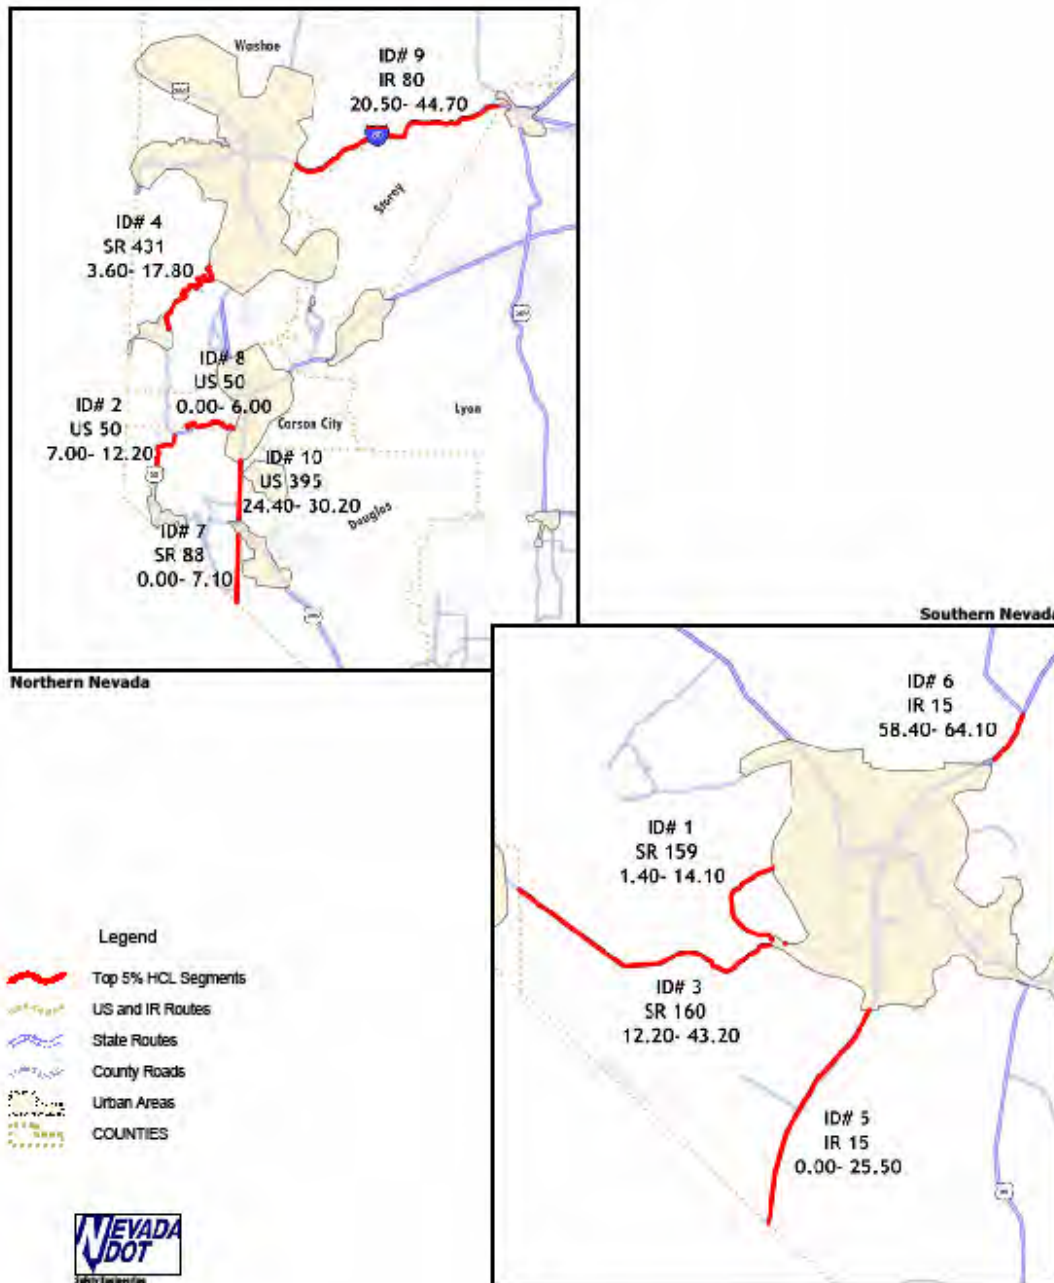 Washoe
ID# 9
IR 80
20.50- 44.70
Storey
ID# 4
SR 431
3.60- 17.80
ID# 8
US 50
0.00- 6.00
ID# 2
US 50
7.00- 12.20
Carson City
Lyon
ID# 10
US 395
24.40- 30.20
Douglas
ID# 7
SR 88
0.00- 7.10
Northern Nevada
Southern Nevada
ID# 6
IR 15
58.40- 64.10
ID# 1
SR 159
1.40- 14.10
ID# 3
SR 160
12.20- 43.20
ID# 5
IR 15
0.00- 25.50
Legend
Top 5% HCL Segments
US and IR Routes
State Routes
County Roads
Urban Areas
COUNTIES
NEVADA
DOT
Safety Engineering